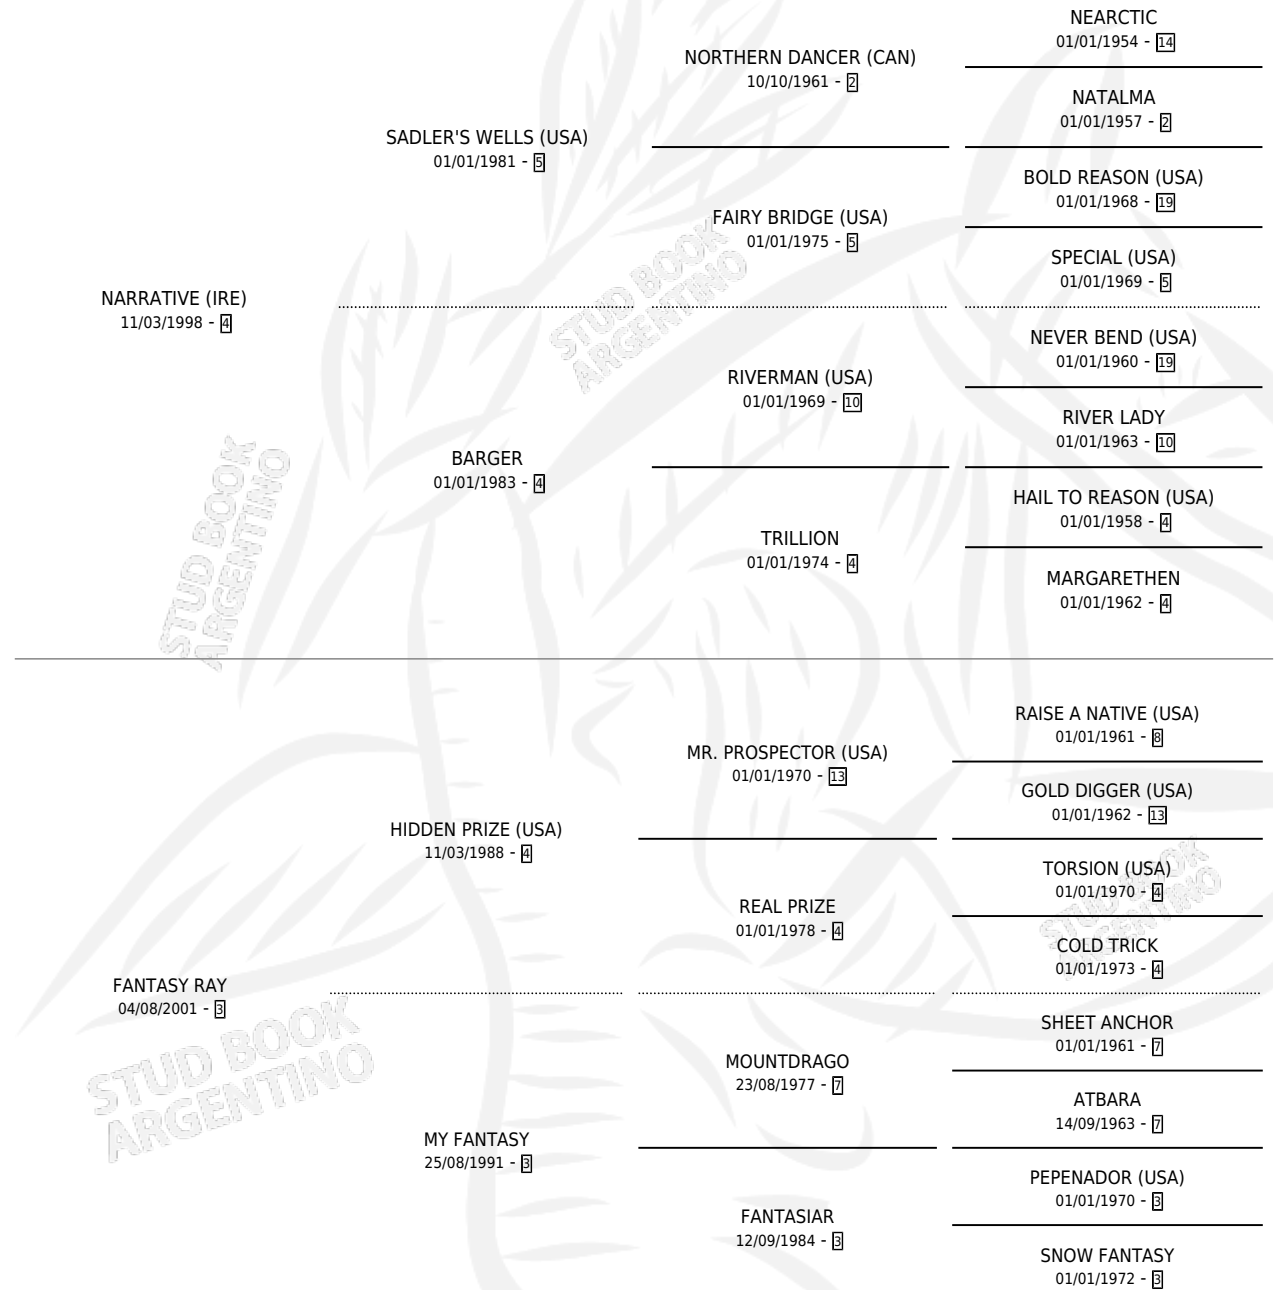 NEARCTIC
01/01/1954 - 14
NORTHERN DANCER (CAN)
10/10/1961 - 2
NATALMA
01/01/1957 - 2
SADLER'S WELLS (USA)
01/01/1981 - 5
BOLD REASON (USA)
01/01/1968 - 19
FAIRY BRIDGE (USA)
01/01/1975 - 5
SPECIAL (USA)
01/01/1969 - 5
NARRATIVE (IRE)
11/03/1998 - 4
STUD BOOK
ARGENTINO
NEVER BEND (USA)
01/01/1960 - 19
RIVERMAN (USA)
01/01/1969 - 10
RIVER LADY
01/01/1963 - 10
BARGER
01/01/1983 - 4
HAIL TO REASON (USA)
01/01/1958 - 4
TRILLION
01/01/1974 - 4
MARGARETHEN
01/01/1962 - 4
STUD BOOK
ARGENTINO
RAISE A NATIVE (USA)
01/01/1961 - 8
MR. PROSPECTOR (USA)
01/01/1970 - 13
GOLD DIGGER (USA)
01/01/1962 - 13
HIDDEN PRIZE (USA)
11/03/1988 - 4
TORSION (USA)
01/01/1970 - 4
REAL PRIZE
01/01/1978 - 4
COLD TRICK
01/01/1973 - 4
STUD BOOK
ARGENTINO
FANTASY RAY
04/08/2001 - 3
SHEET ANCHOR
01/01/1961 - 7
MOUNTDRAGO
23/08/1977 - 7
ATBARA
14/09/1963 - 7
STUD BOOK
ARGENTINO
MY FANTASY
25/08/1991 - 3
PEPENADOR (USA)
01/01/1970 - 3
FANTASIAR
12/09/1984 - 3
SNOW FANTASY
01/01/1972 - 3